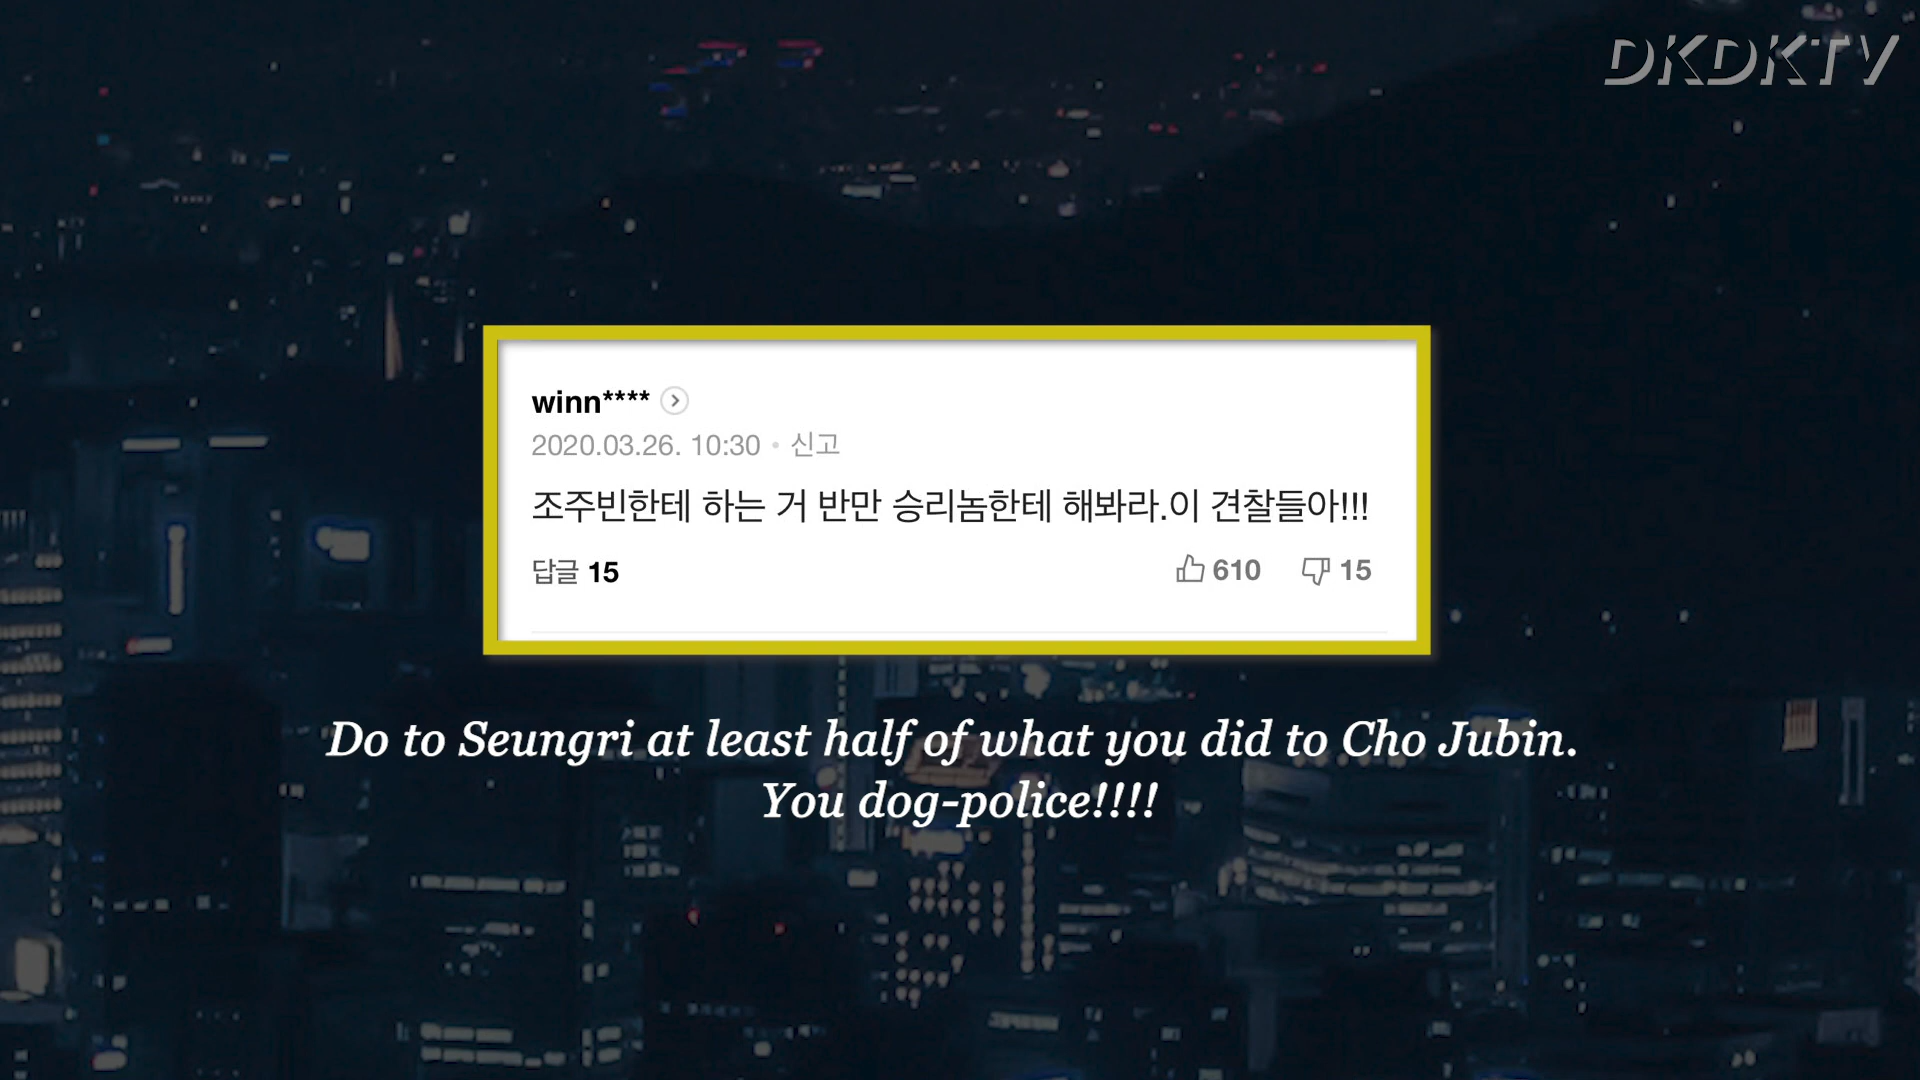 DKDKTV
winn****
2020.03.26. 10:30 • 신고
조주빈한테 하는 거 반만 승리놈한테 해봐라.이 견찰들아!!!
답글 15 610 15
Do to Seungri at least half of what you did to Cho Jubin.
You dog-police!!!!